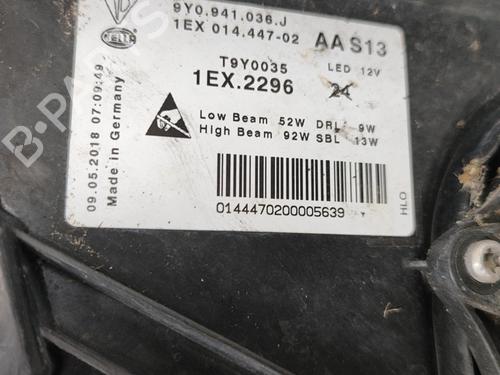 9Y0.941.036.J
1EX 014.447-02
AA S13
HELLA
T9Y0035
LED 12V
1EX.2296
24
Low Beam 52W DRL 9W
High Beam 92W SBL 13W
09.05.2018 07:09:49
Made in Germany
0144470200005639
HLO
B-PARTS